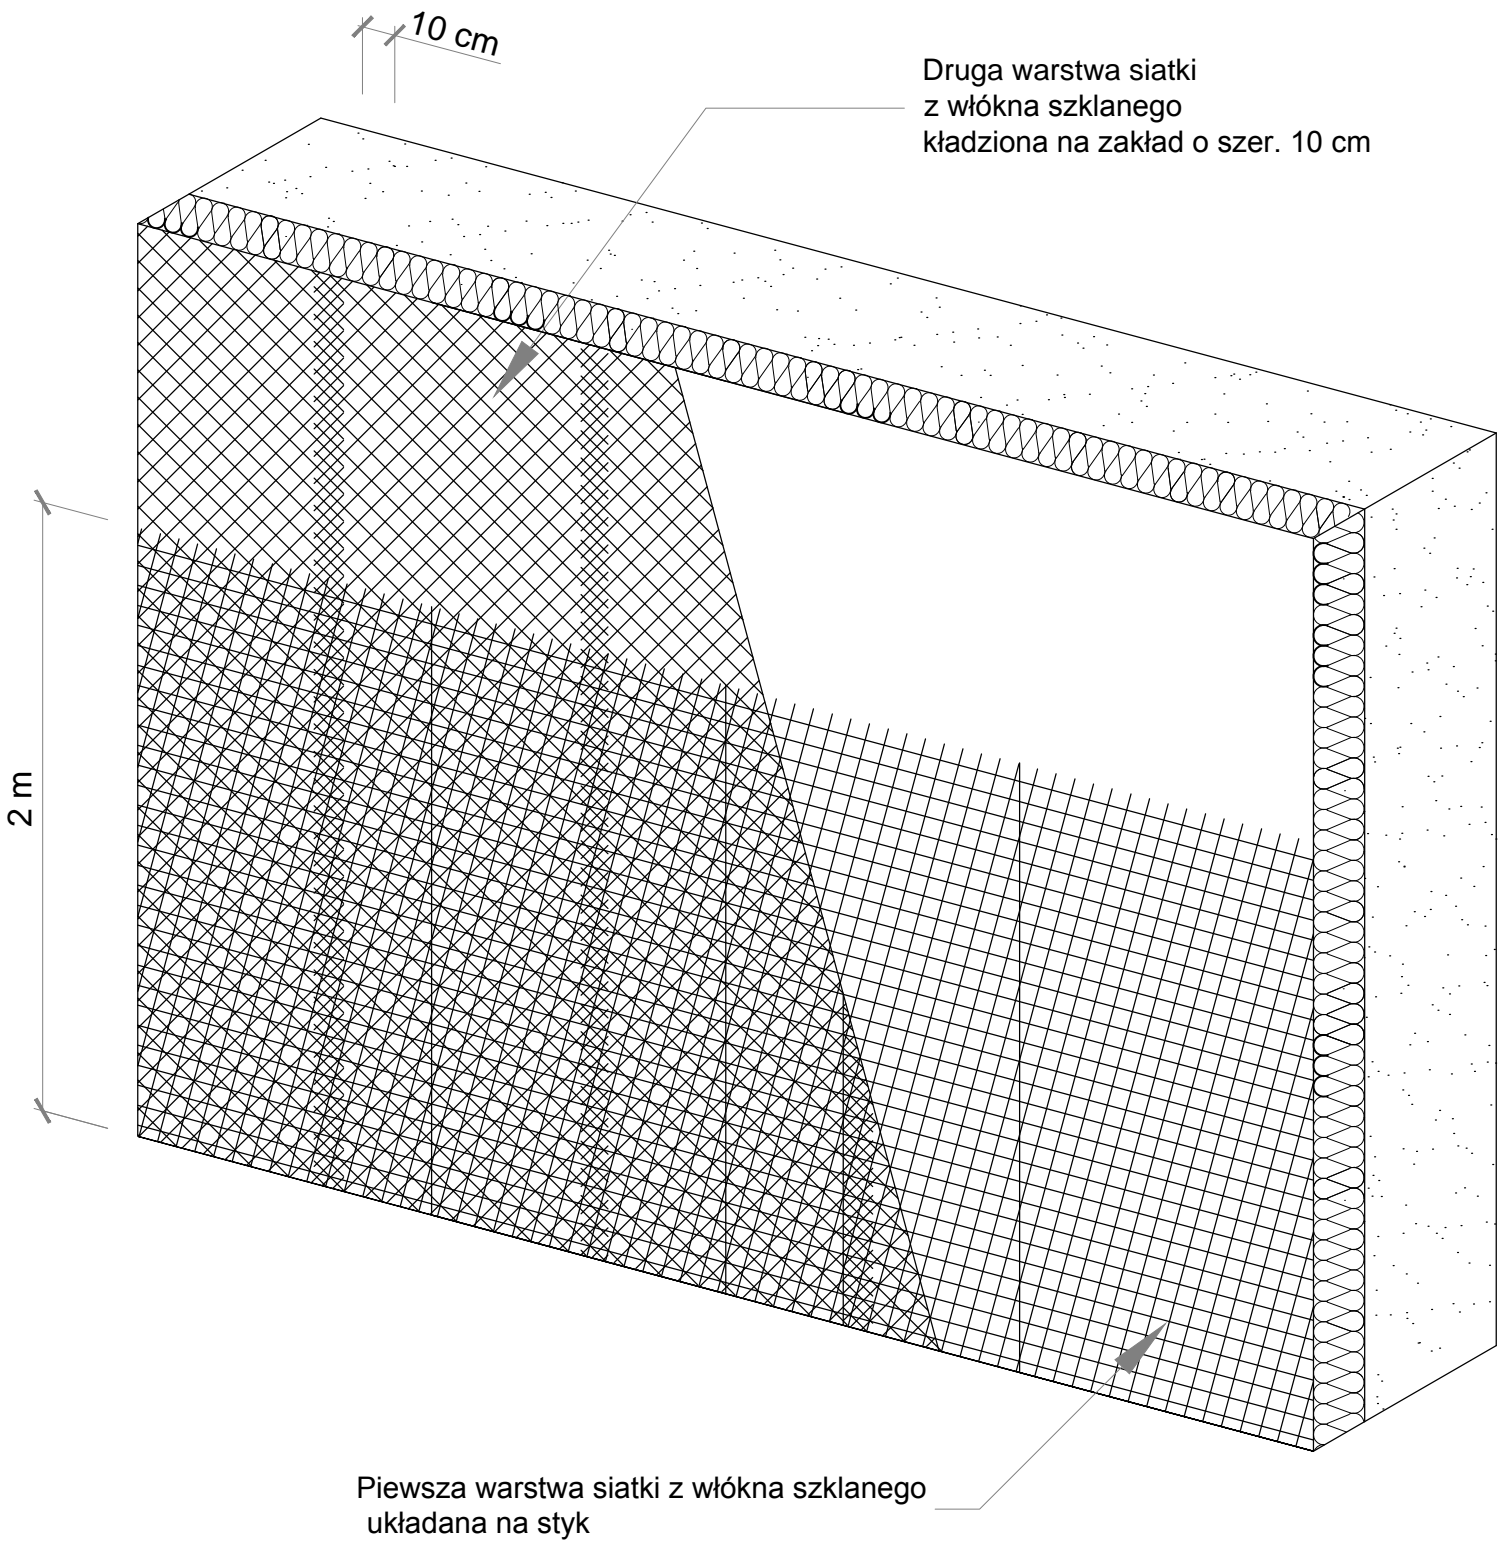 10 cm
Druga warstwa siatki
z włókna szklanego
kładziona na zakład o szer. 10 cm
2 m
Piewsza warstwa siatki z włókna szklanego
układana na styk